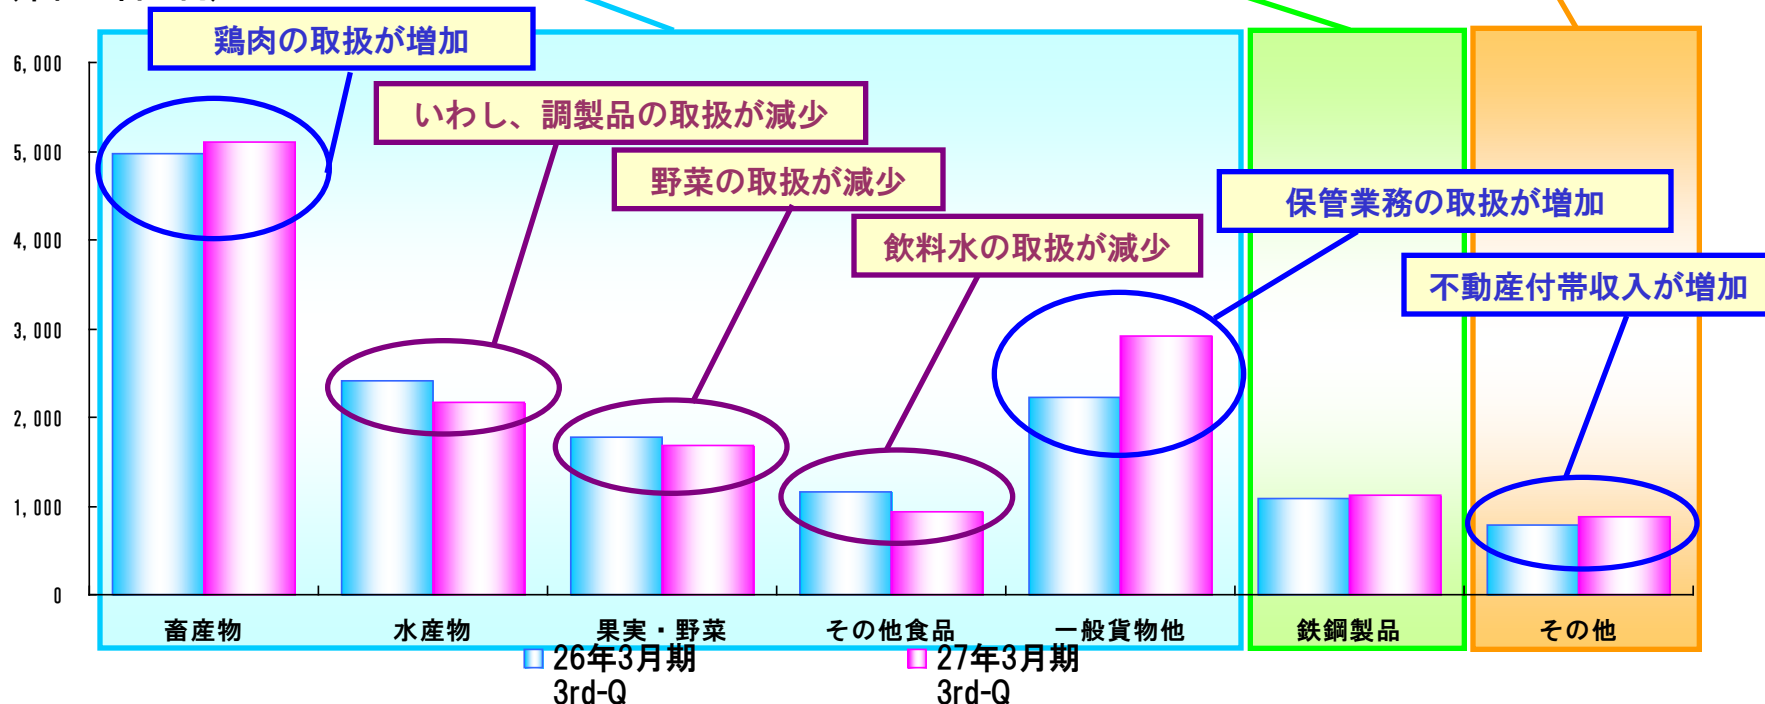 鶏肉の取扱が増加
いわし、調製品の取扱が減少
野菜の取扱が減少
保管業務の取扱が増加
飲料水の取扱が減少
不動産付帯収入が増加
6,000
5,000
4,000
3,000
2,000
1,000
0
畜産物 水産物 果実・野菜 その他食品 一般貨物他 鉄鋼製品 その他
26年3月期 27年3月期
3rd-Q 3rd-Q